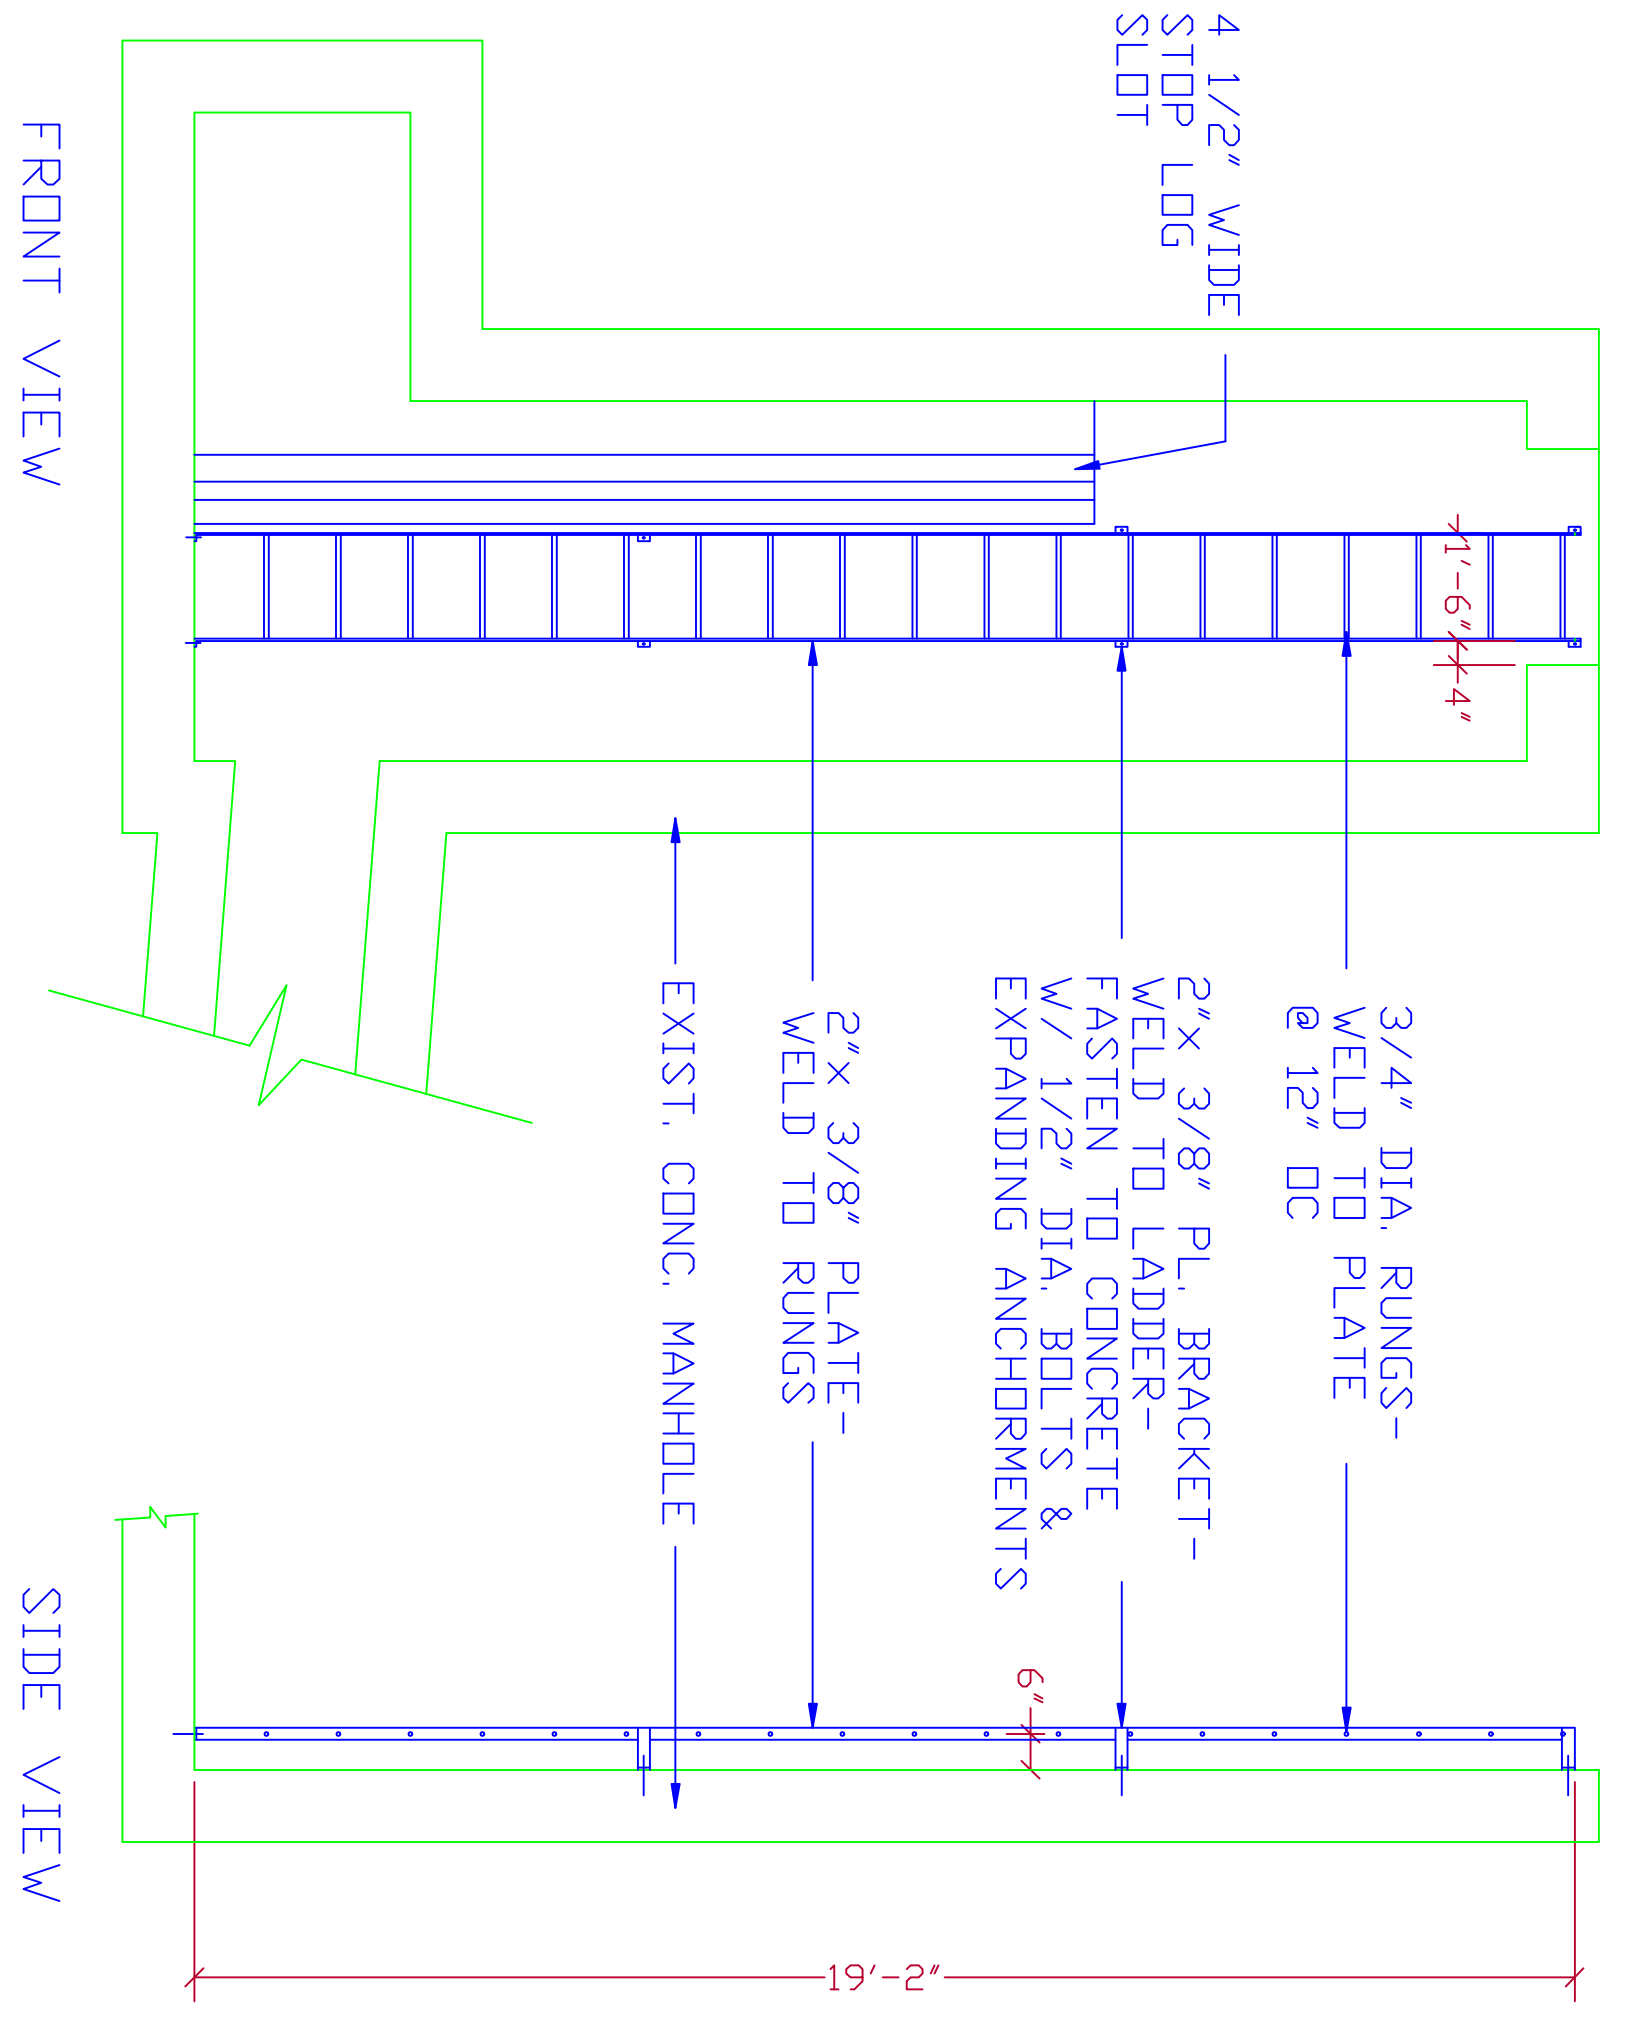 4 1/2" WIDE
STOP LOG
SLOT
1'-6"
4"
3/4" DIA. RUNGS-
WELD TO PLATE
@ 12" OC
2"x 3/8" PL. BRACKET-
WELD TO LADDER-
FASTEN TO CONCRETE
W/ 1/2" DIA. BOLTS &
EXPANDING ANCHORMENTS
2"x 3/8" PLATE-
WELD TO RUNGS
EXIST. CONC. MANHOLE
6"
19'-2"
FRONT VIEW
SIDE VIEW